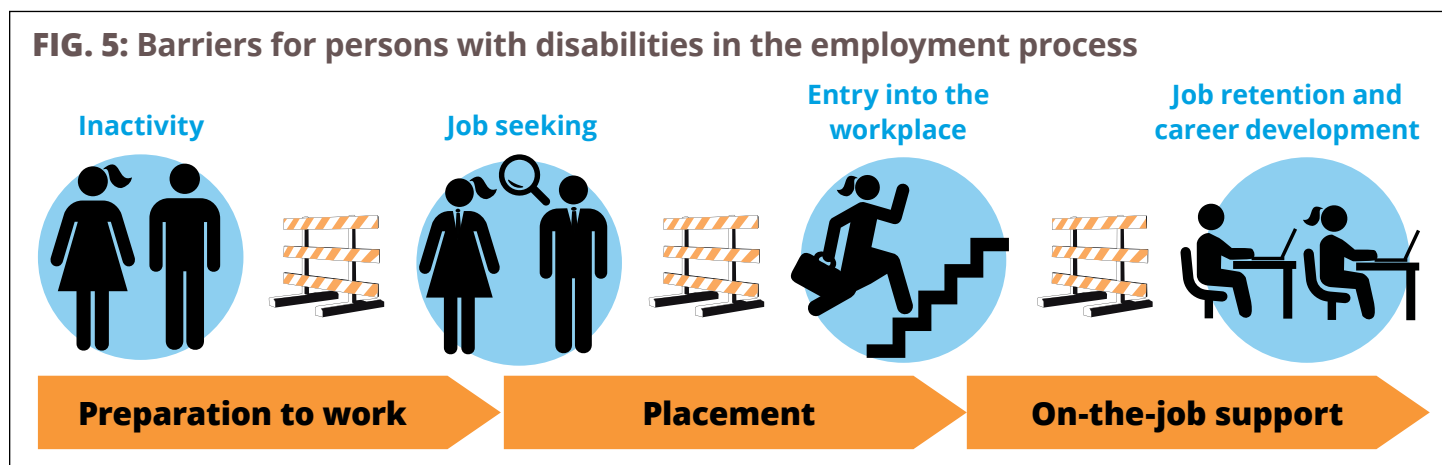 FIG. 5: Barriers for persons with disabilities in the employment process
Inactivity
Job seeking
Entry into the
workplace
Job retention and
career development
Preparation to work
Placement
On-the-job support